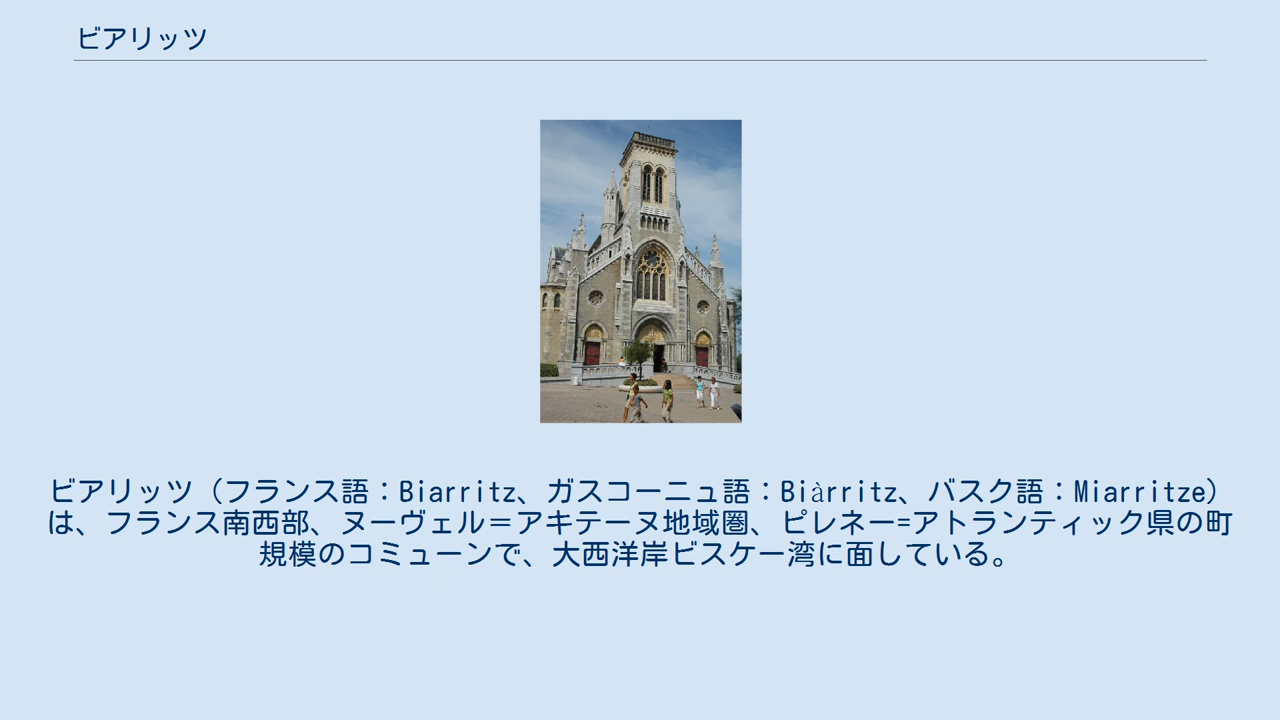 ビアリッツ
ビアリッツ（フランス語：Biarritz、ガスコーニュ語：Biàrritz、バスク語：Miarritze）
は、フランス南西部、ヌーヴェル＝アキテーヌ地域圏、ピレネー=アトランティック県の町
規模のコミューンで、大西洋岸ビスケー湾に面している。